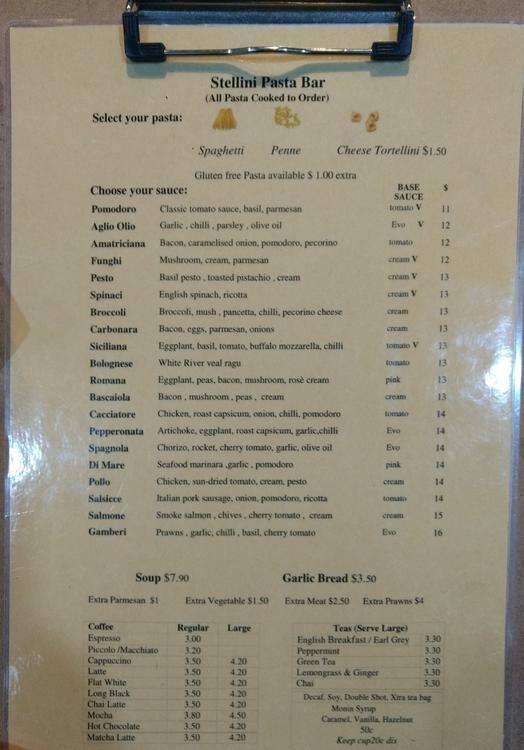 Stellini Pasta Bar
(All Pasta Cooked to Order)
Select your pasta:
Spaghetti Penne Cheese Tortellini $1.50
Gluten free Pasta available $ 1.00 extra
Choose your sauce: BASE SAUCE $
Pomodoro Classic tomato sauce, basil, parmesan tomato V 11
Aglio Olio Garlic , chilli , parsley , olive oil Evo V 12
Amatriciana Bacon, caramelised onion, pomodoro, pecorino tomato 12
Funghi Mushroom, cream, parmesan cream V 12
Pesto Basil pesto , toasted pistachio , cream cream V 13
Spinaci English spinach, ricotta cream V 13
Broccoli Broccoli, mush , pancetta, chilli, pecorino cheese cream 13
Carbonara Bacon, eggs, parmesan, onions cream 13
Siciliana Eggplant, basil, tomato, buffalo mozzarella, chilli tomato V 13
Bolognese White River veal ragu tomato 13
Romana Eggplant, peas, bacon, mushroom, rosè cream pink 13
Bascaiola Bacon , mushroom , peas , cream cream 13
Cacciatore Chicken, roast capsicum, onion, chilli, pomodoro tomato 14
Pepperonata Artichoke, eggplant, roast capsicum, garlic,chilli Evo 14
Spagnola Chorizo, rocket, cherry tomato, garlic, olive oil Evo 14
Di Mare Seafood marinara ,garlic , pomodoro pink 14
Pollo Chicken, sun-dried tomato, cream, pesto cream 14
Salsicce Italian pork sausage, onion, pomodoro, ricotta tomato 14
Salmone Smoke salmon , chives , cherry tomato , cream cream 15
Gamberi Prawns , garlic, chilli , basil, cherry tomato Evo 16
Soup $7.90 Garlic Bread $3.50
Extra Parmesan $1 Extra Vegetable $1.50 Extra Meat $2.50 Extra Prawns $4
Coffee Regular Large
Espresso 3.00
Piccolo /Macchiato 3.20
Cappuccino 3.50 4.20
Latte 3.50 4.20
Flat White 3.50 4.20
Long Black 3.50 4.20
Chai Latte 3.50 4.20
Mocha 3.80 4.50
Hot Chocolate 3.50 4.20
Matcha Latte 3.50 4.20
Teas (Serve Large)
English Breakfast / Earl Grey 3.30
Peppermint 3.30
Green Tea 3.30
Lemongrass & Ginger 3.30
Chai 3.30
Decaf, Soy, Double Shot, Xtra tea bag
Monin Syrup
Caramel, Vanilla, Hazelnut
50c
Keep cup20c dis